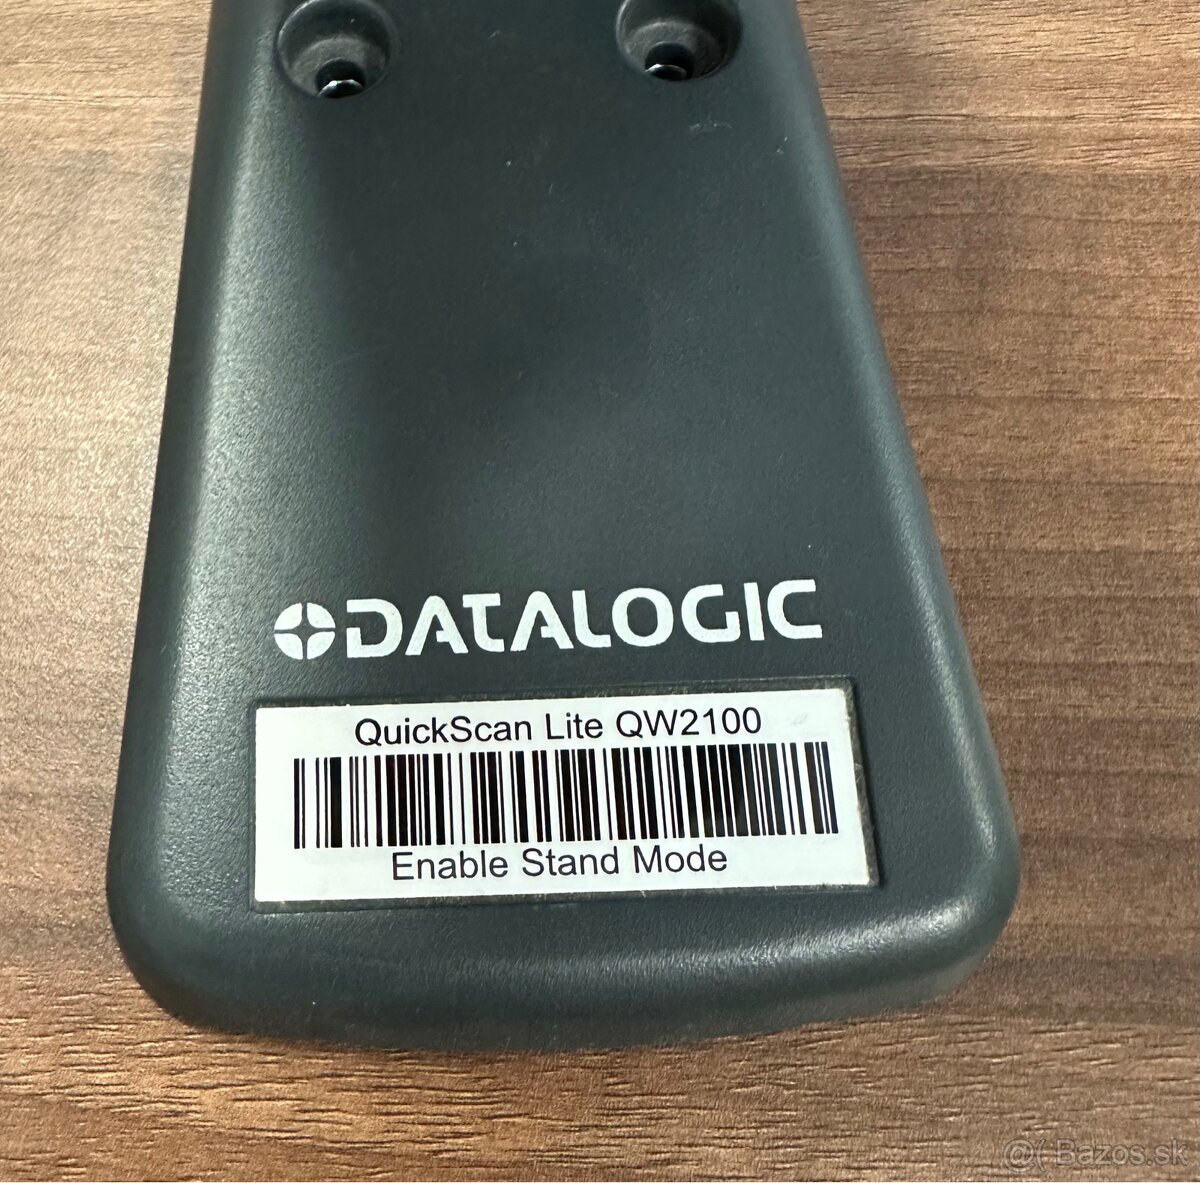 DATALOGIC
QuickScan Lite QW2100
Enable Stand Mode
@( Bazos.sk